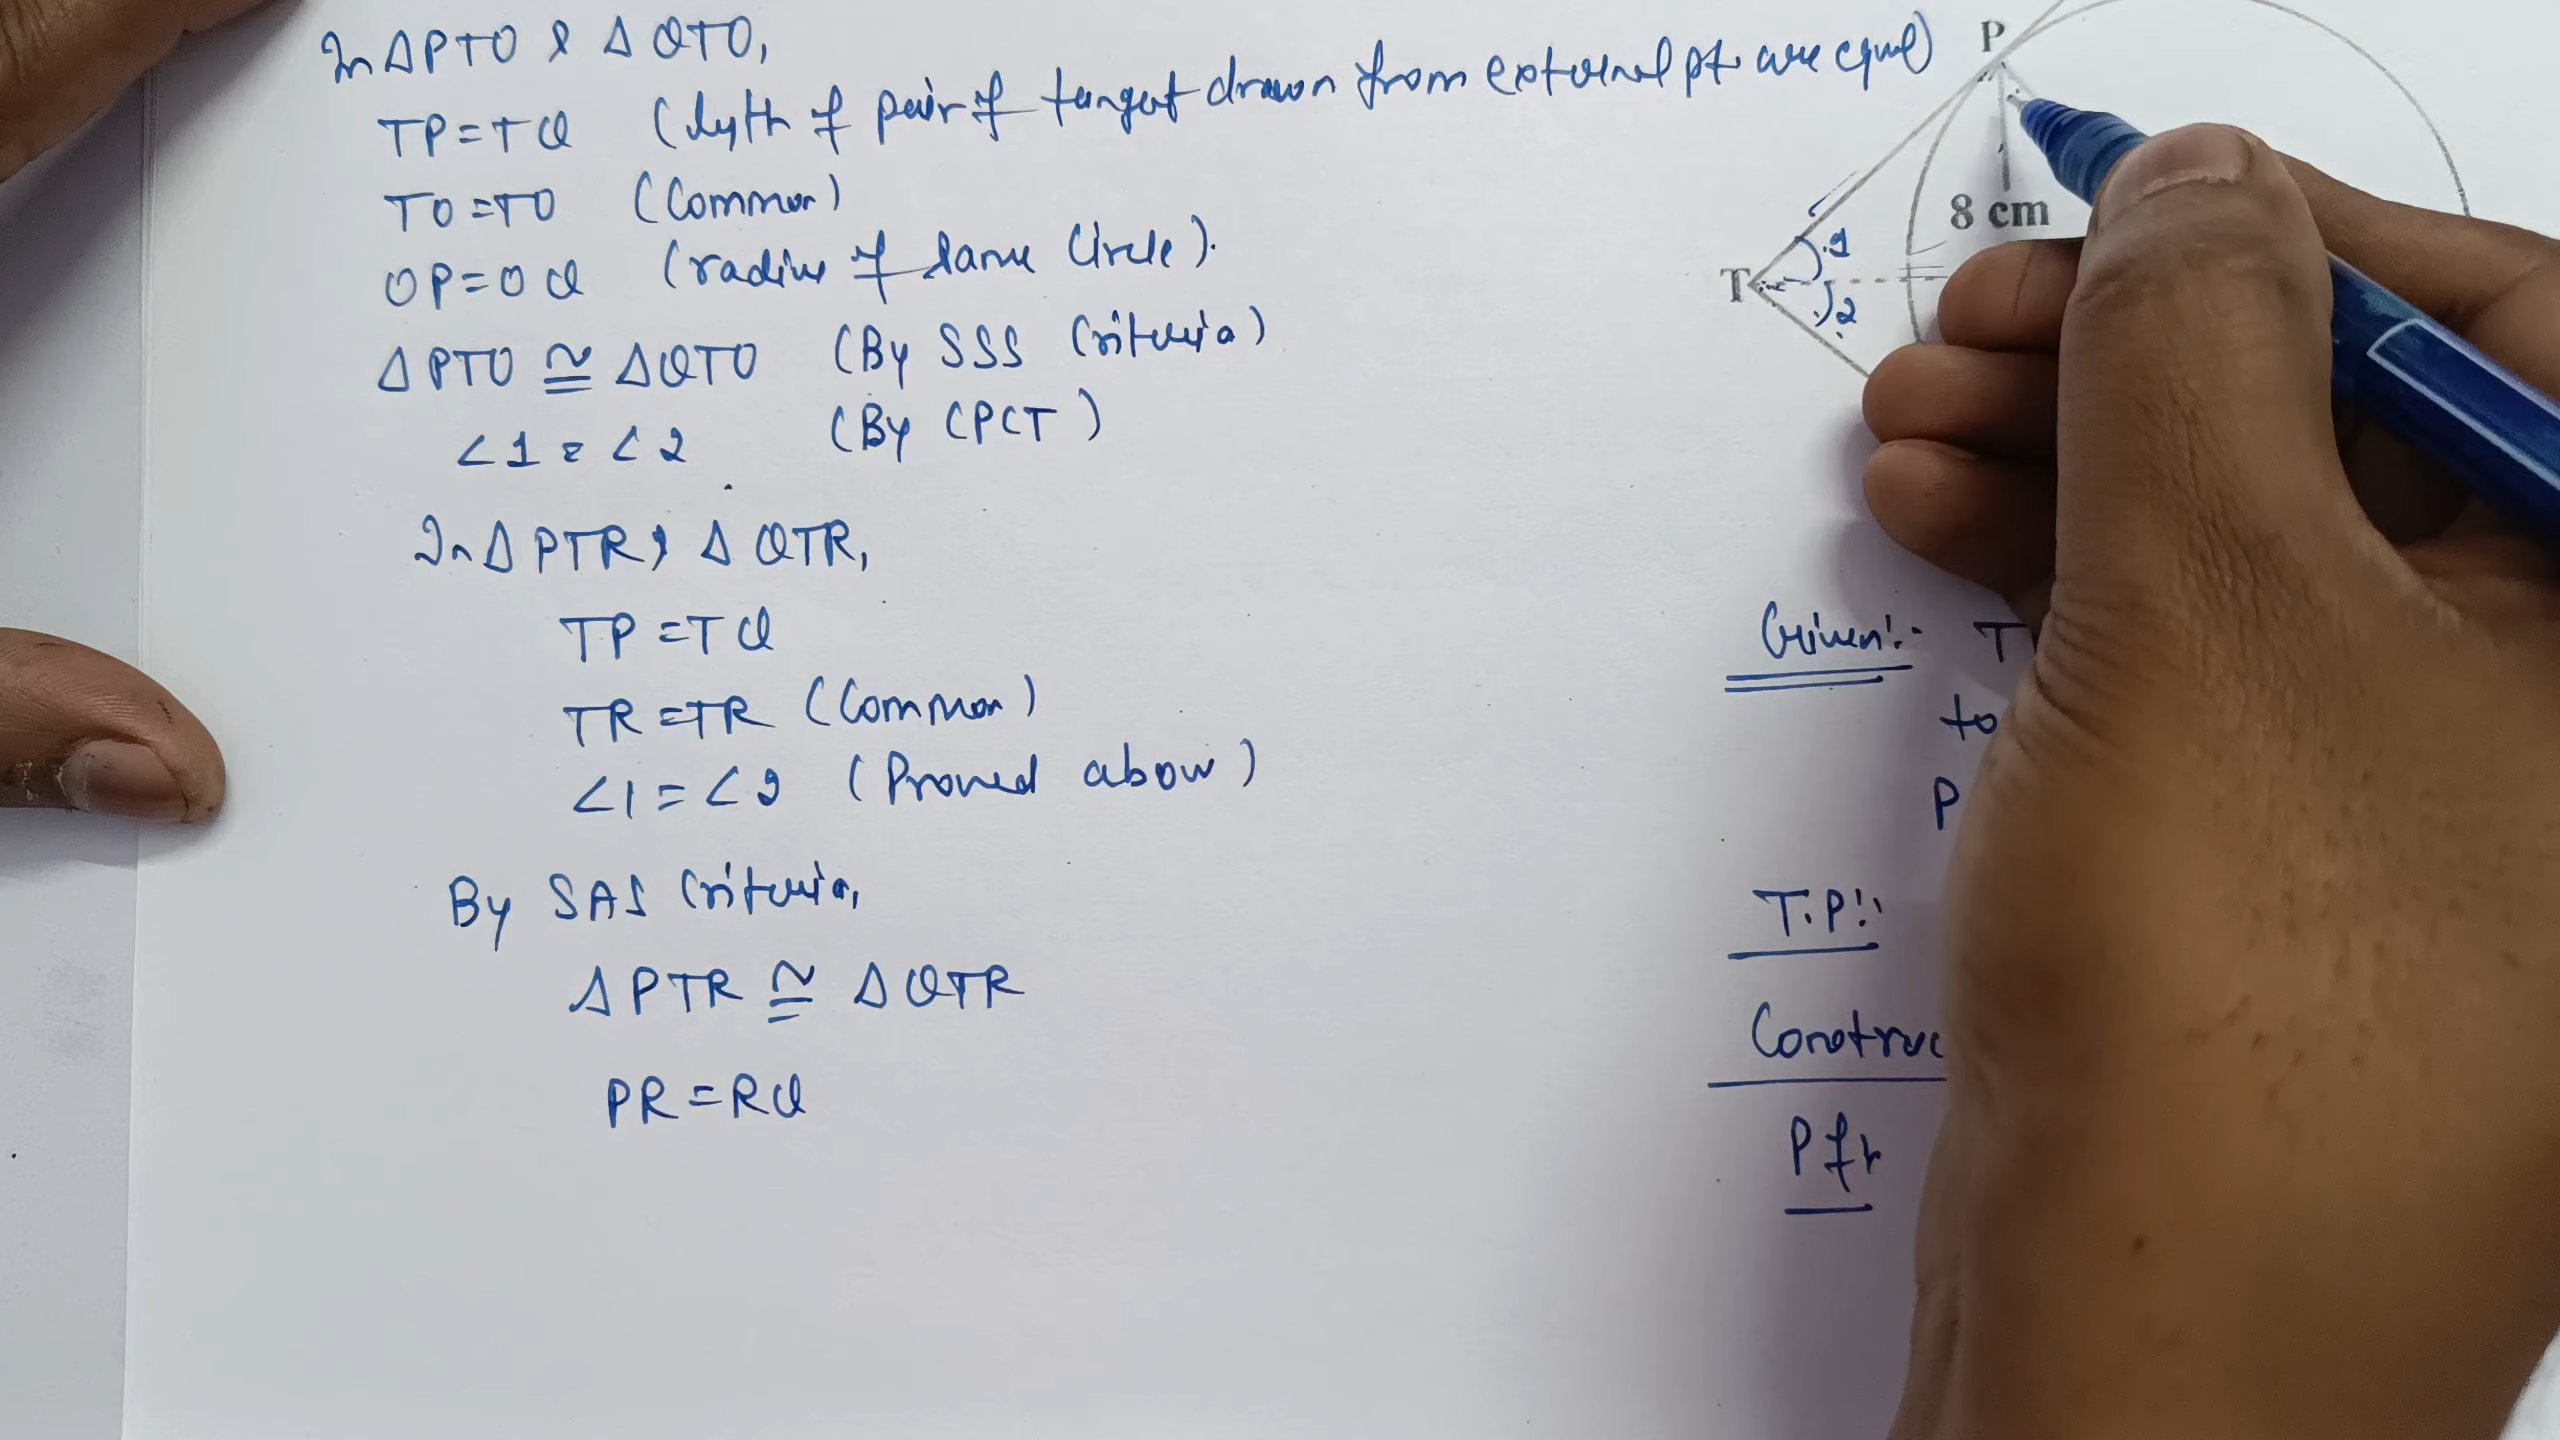 In ΔPTO & ΔQTO,
TP=TQ (length of pair of tangent drawn from external pt. are equal)
TO=TO (Common)
OP=OQ (radius of same Circle).
ΔPTO ≅ ΔQTO (By SSS Criteria)
∠1 = ∠2 (By CPCT)
In Δ PTR & Δ QTR,
TP=TQ
TR=TR (Common)
∠1=∠2 (Proved above)
By SAS Criteria,
ΔPTR ≅ ΔQTR
PR=RQ
P
8 cm
T
1
2
Given:-
to
P
T.P:
Construc